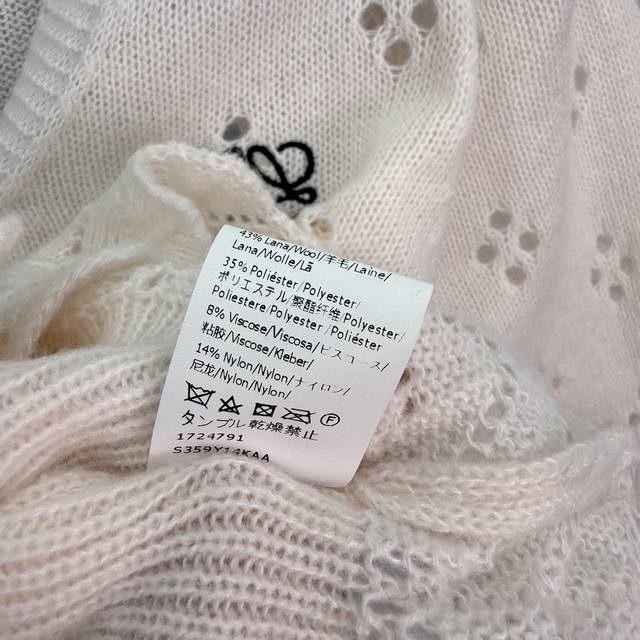 43% Lana/Wool/羊毛/Laine/
Lana/Wolle/Lã
35% Poliéster/Polyester/
ポリエステル/聚酯纤维/Polyester/
Poliestere/Polyester/Poliéster
8% Viscose/Viscosa/ビスコース/
粘胶/Viscose/Kleber/
14% Nylon/Nylon/ナイロン/
尼龙/Nylon/Nylon/
F
タンブル乾燥禁止
1724791
S359Y14KAA